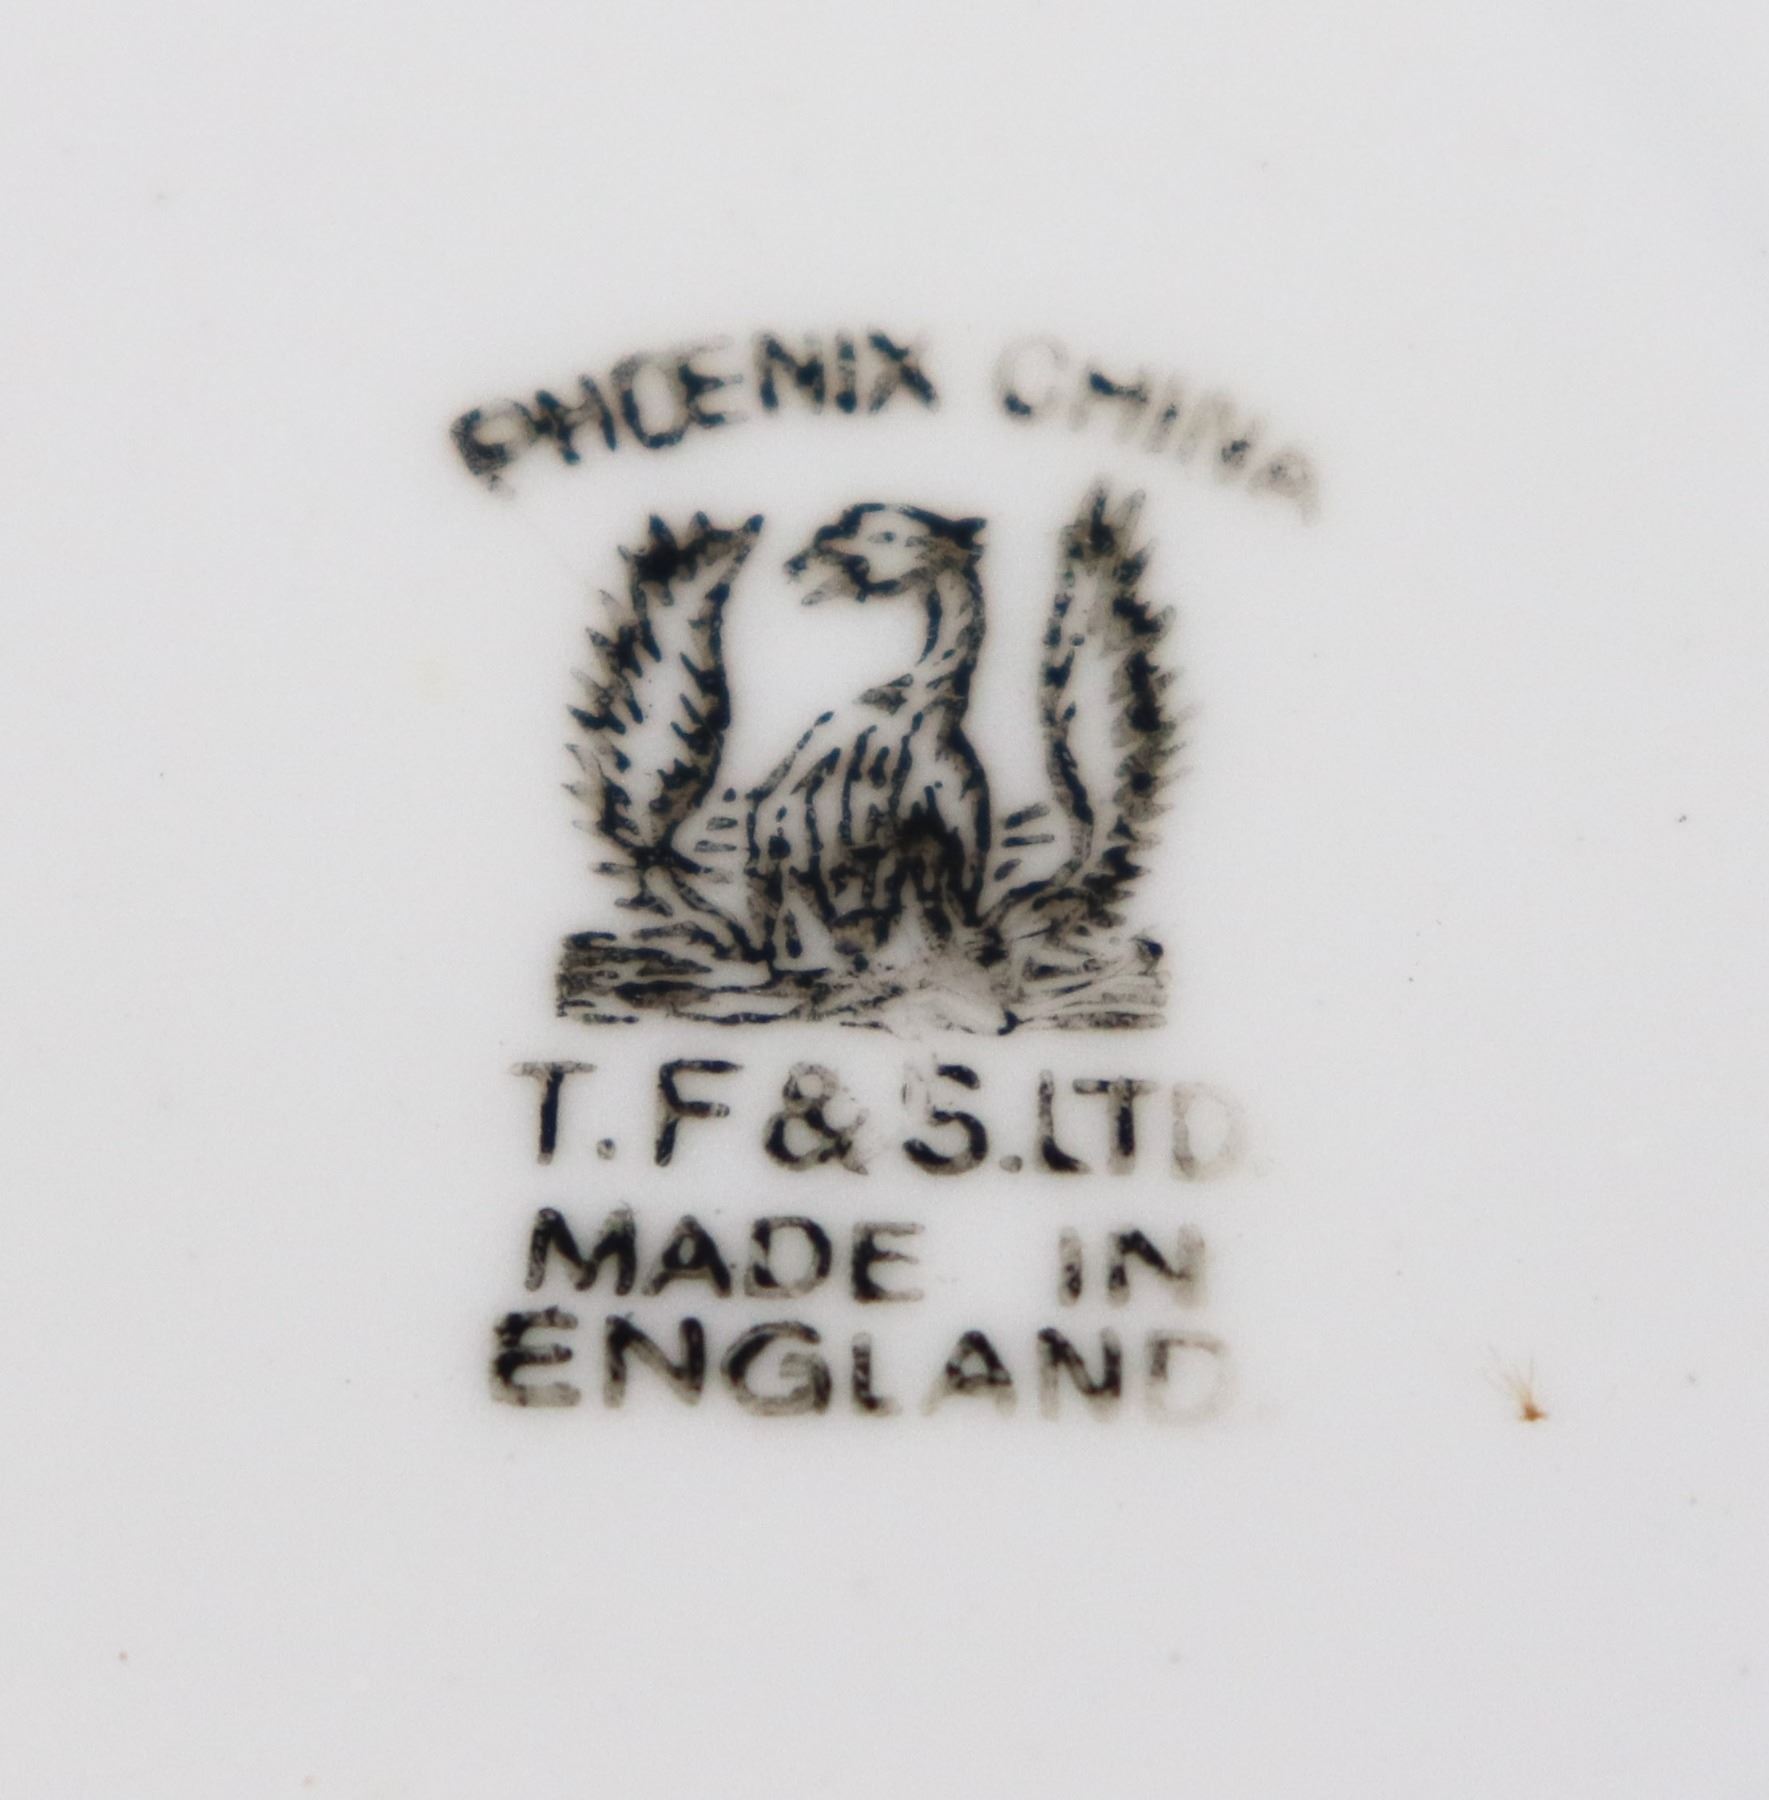 PHOENIX CHINA
T. F & S. LTD
MADE IN
ENGLAND.